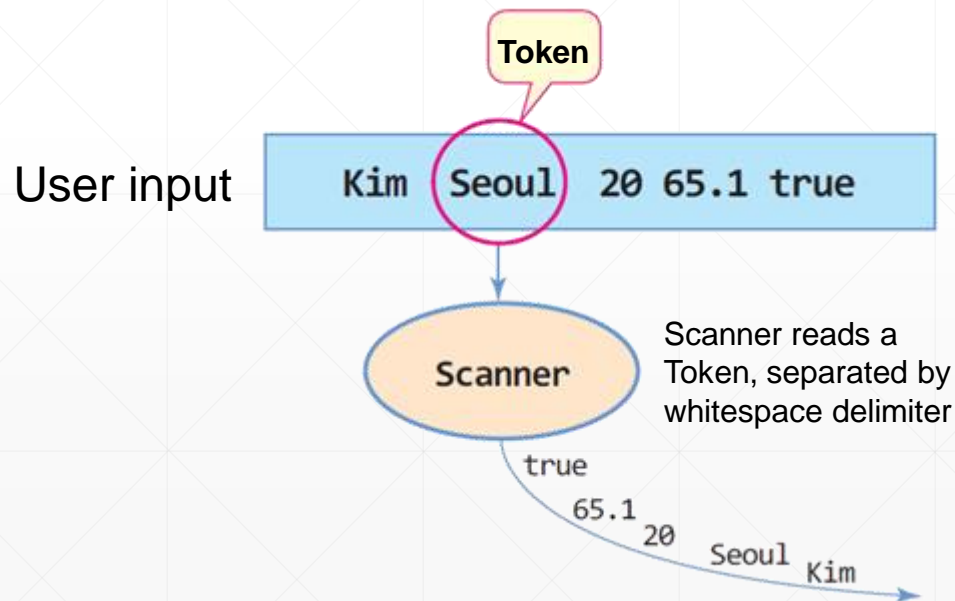 Token
User input
Kim Seoul 20 65.1 true
Scanner
Scanner reads a
Token, separated by
whitespace delimiter
true
65.1
20
Seoul
Kim